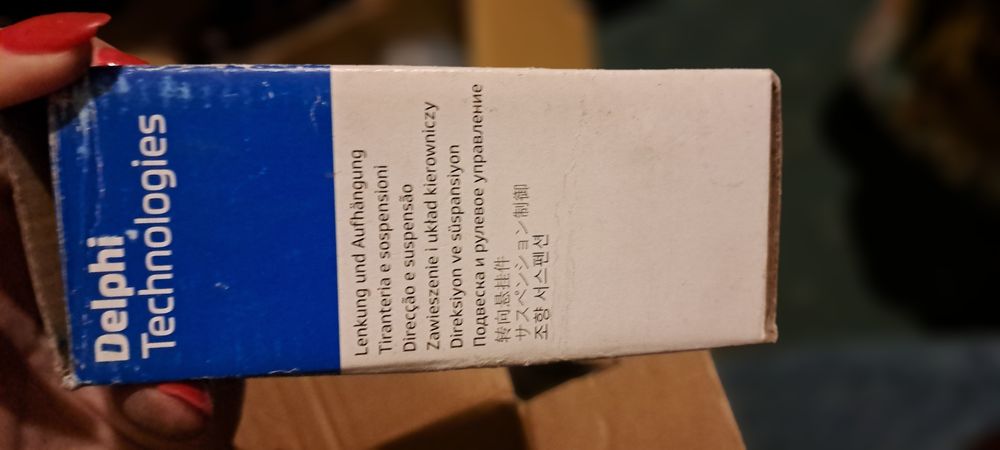 Delphi
Technologies
Lenkung und Aufhängung
Tiranteria e sospensioni
Direcção e suspensão
Zawieszenie i układ kierowniczy
Direksiyon ve süspansiyon
Подвеска и рулевое управление
转向悬挂件
サスペンション制御
조향 서스펜션